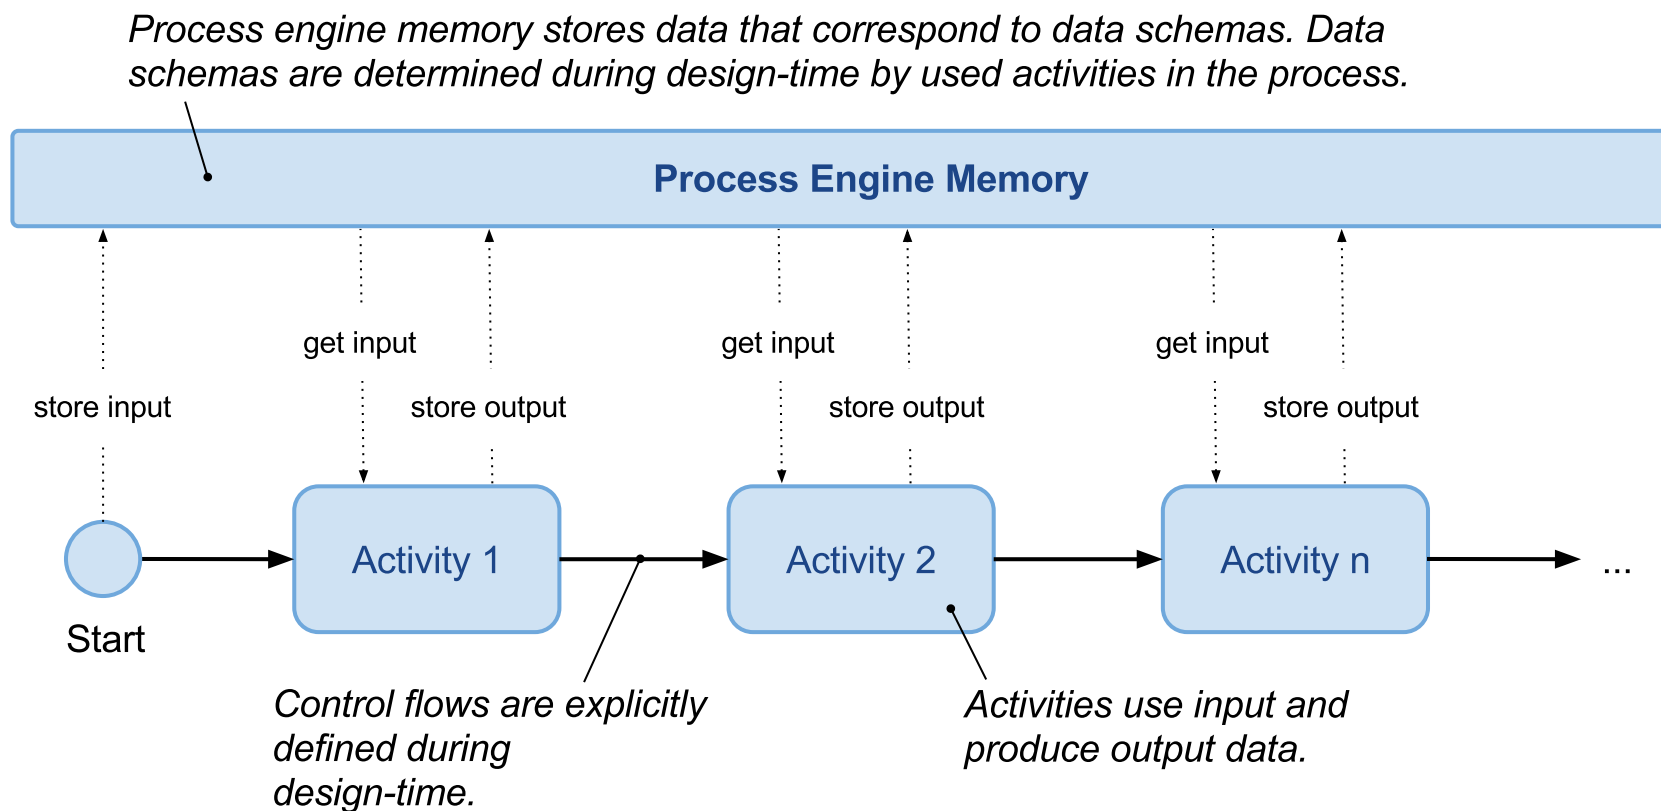 Process engine memory stores data that correspond to data schemas. Data
schemas are determined during design-time by used activities in the process.
Process Engine Memory
get input
get input
get input
store input
store output
store output
store output
Activity 1
Activity 2
Activity n
...
Start
Control flows are explicitly
defined during
design-time.
Activities use input and
produce output data.